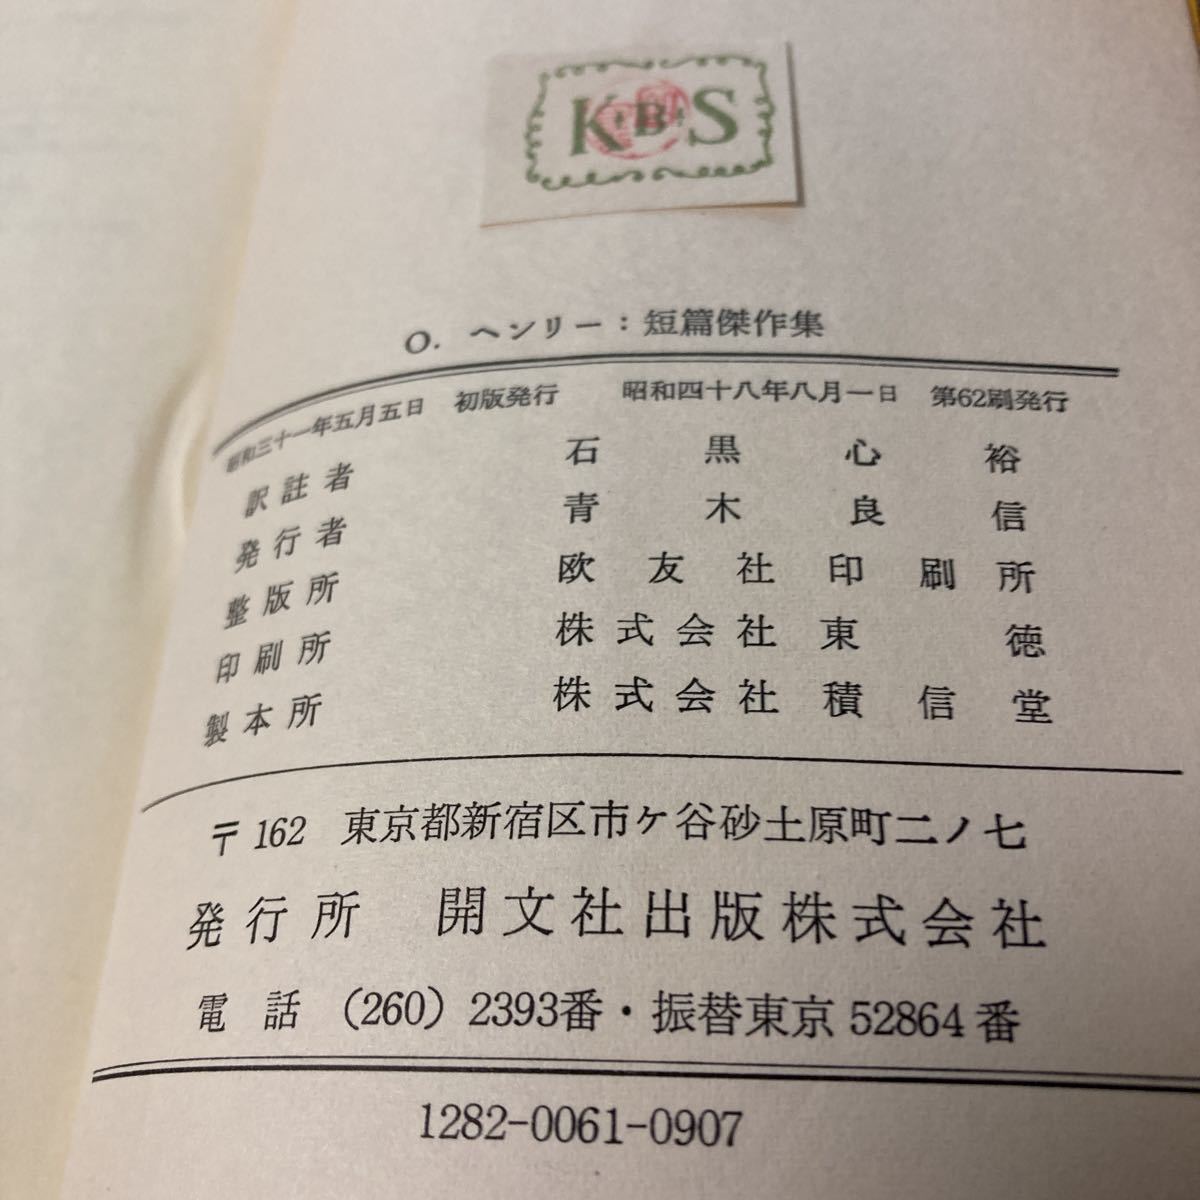 KBS
O. ヘンリー：短篇傑作集
昭和三十一年五月五日 初版発行 昭和四十八年八月一日 第62刷発行
訳註者 石黒心裕
発行者 青木良信
整版所 欧友社印刷所
印刷所 株式会社東徳
製本所 株式会社積信堂
〒162 東京都新宿区市ケ谷砂土原町二ノ七
発行所 開文社出版株式会社
電話 (260) 2393番・振替東京 52864番
1282-0061-0907